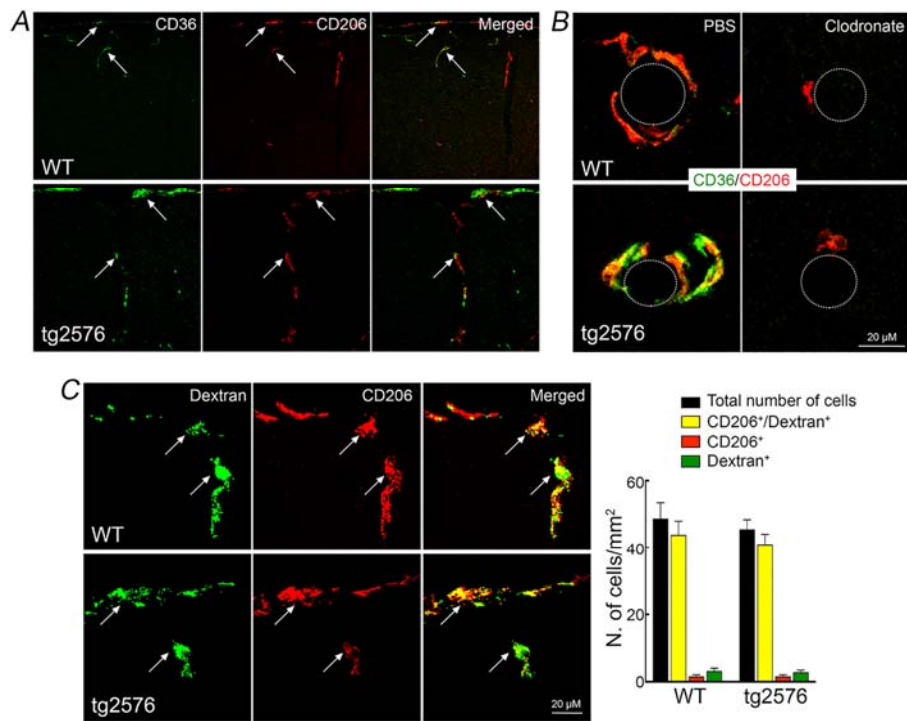 A
CD36 CD206 Merged
WT
tg2576
B
PBS Clodronate
WT
CD36/CD206
tg2576
20 µM
C
Dextran CD206 Merged
WT
tg2576
20 µm
Total number of cells
CD206⁺/Dextran⁺
CD206⁺
Dextran⁺
N. of cells/mm²
60
40
20
0
WT tg2576